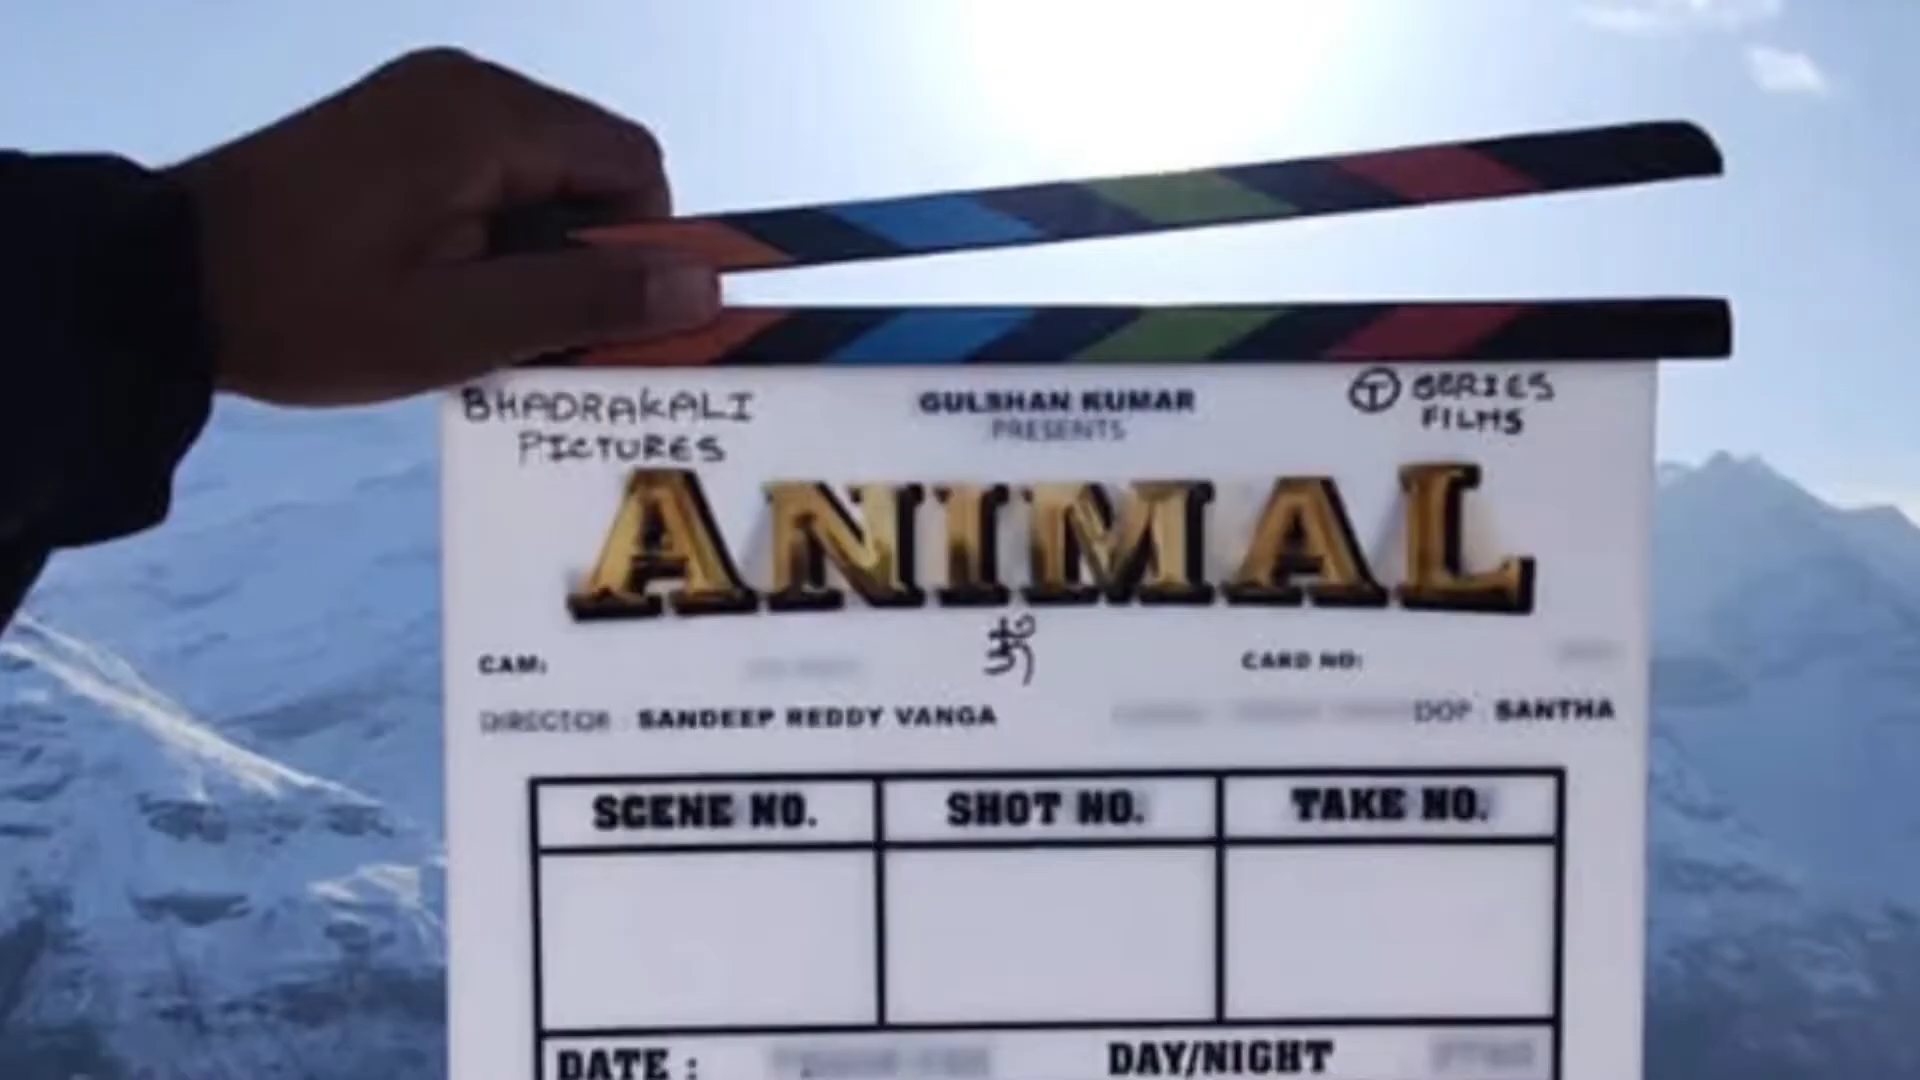 BHADRAKALI
PICTURES
GULSHAN KUMAR
PRESENTS
T SERIES
FILMS
ANIMAL
ॐ
CAM:
CARD NO:
DIRECTOR : SANDEEP REDDY VANGA
DOP : SANTHA
SCENE NO. SHOT NO. TAKE NO.
DATE : DAY/NIGHT